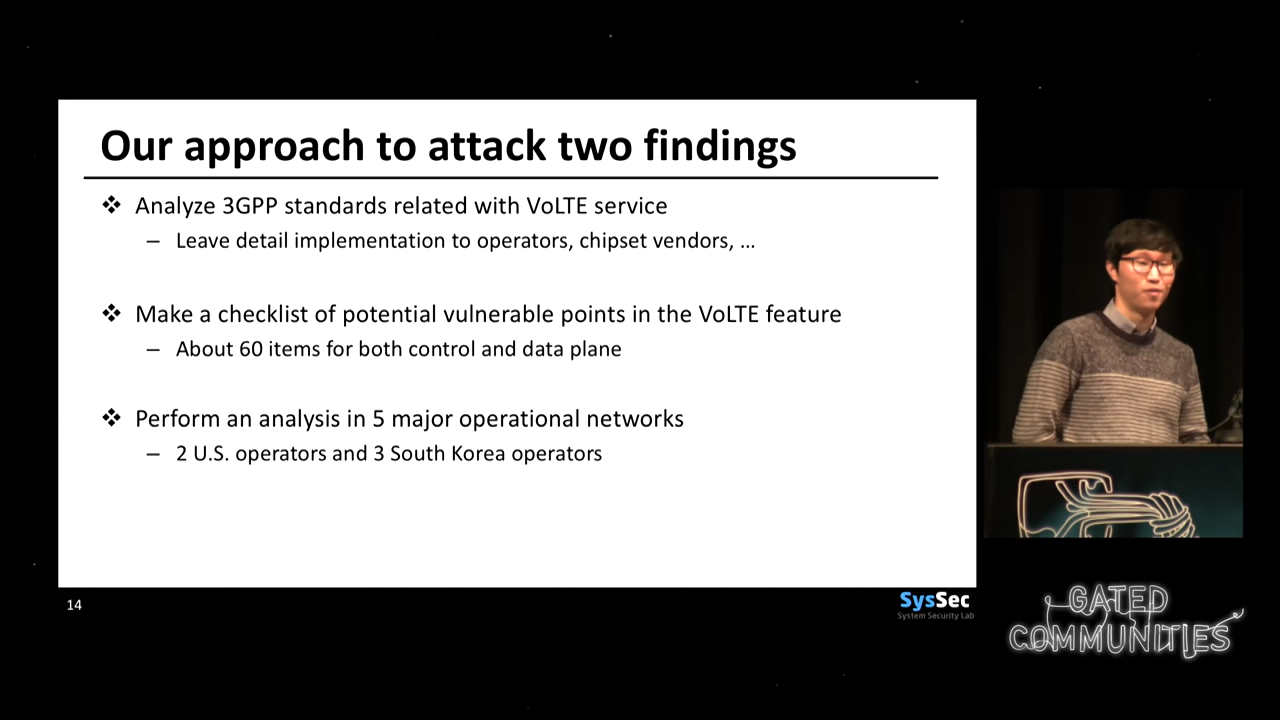 Our approach to attack two findings
❖ Analyze 3GPP standards related with VoLTE service
– Leave detail implementation to operators, chipset vendors, ...
❖ Make a checklist of potential vulnerable points in the VoLTE feature
– About 60 items for both control and data plane
❖ Perform an analysis in 5 major operational networks
– 2 U.S. operators and 3 South Korea operators
14
SysSec
System Security Lab
GATED
COMMUNITIES